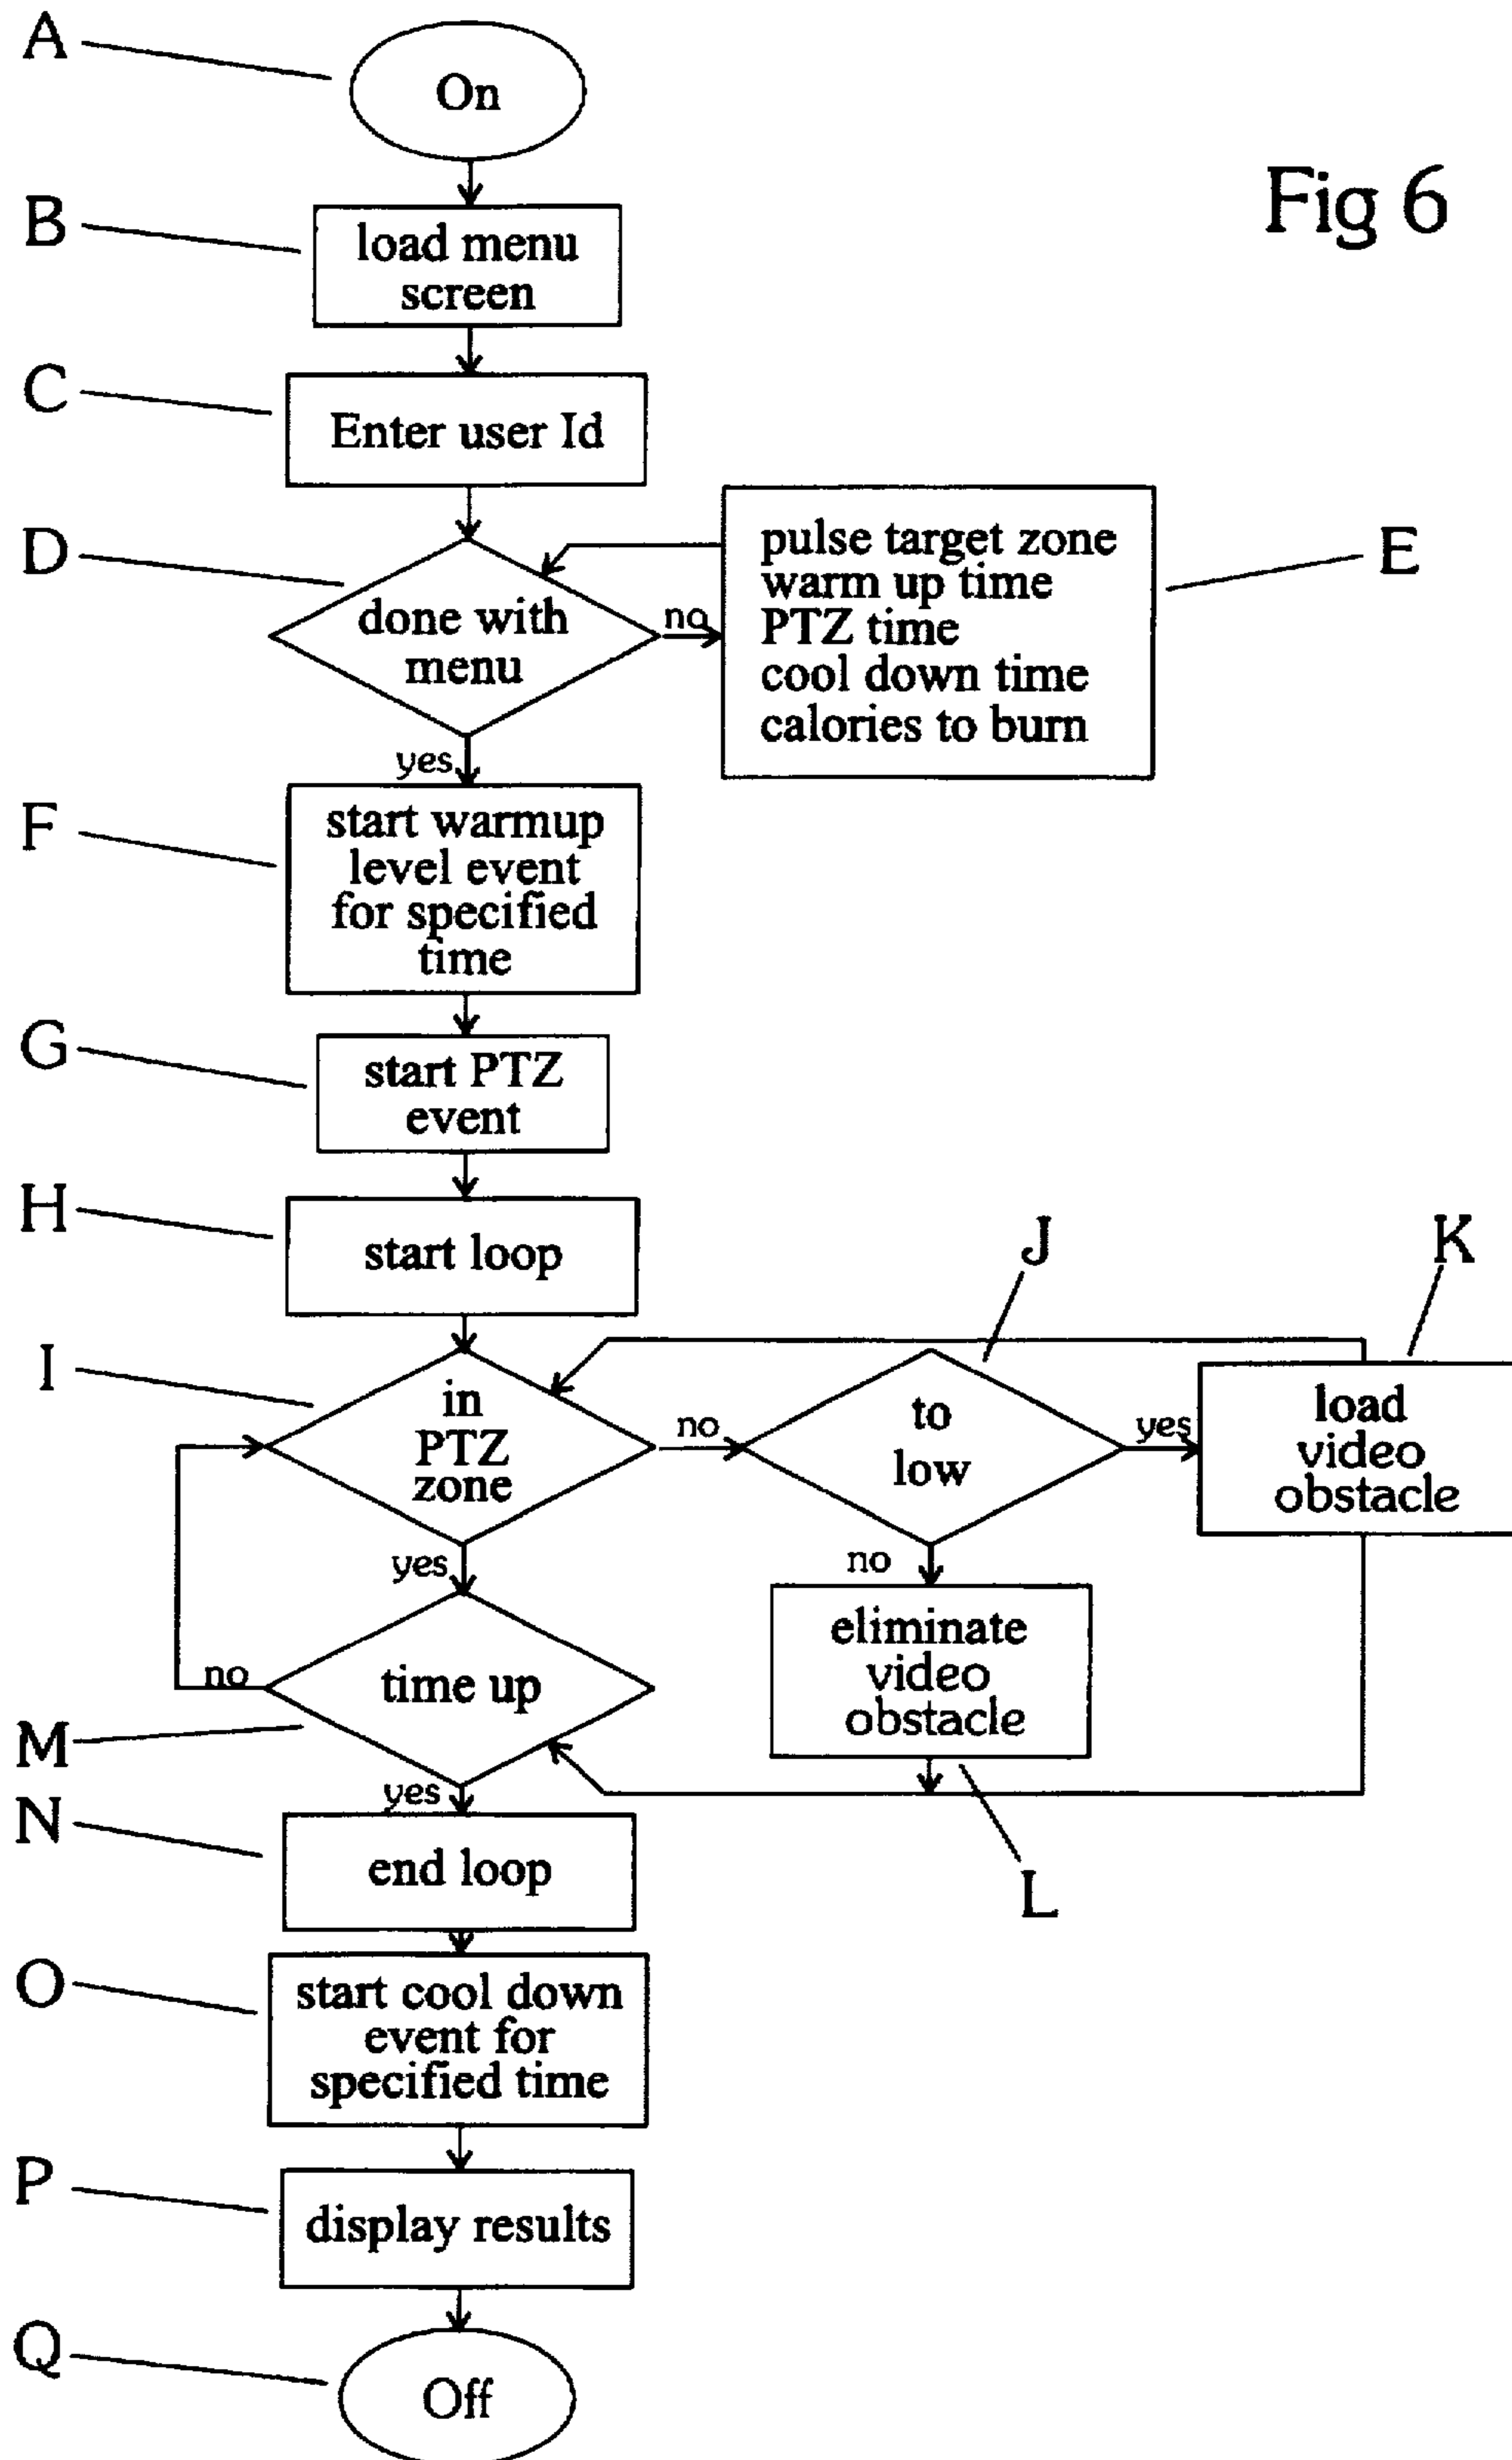 A
On
Fig 6
B
load menu
screen
C
Enter user Id
D
done with
menu
no
pulse target zone
warm up time
PTZ time
cool down time
calories to burn
E
yes
F
start warmup
level event
for specified
time
G
start PTZ
event
H
start loop
J
K
I
in
PTZ
zone
no
to
low
yes
load
video
obstacle
yes
no
eliminate
video
obstacle
no
time up
M
yes
N
end loop
L
O
start cool down
event for
specified time
P
display results
Q
Off